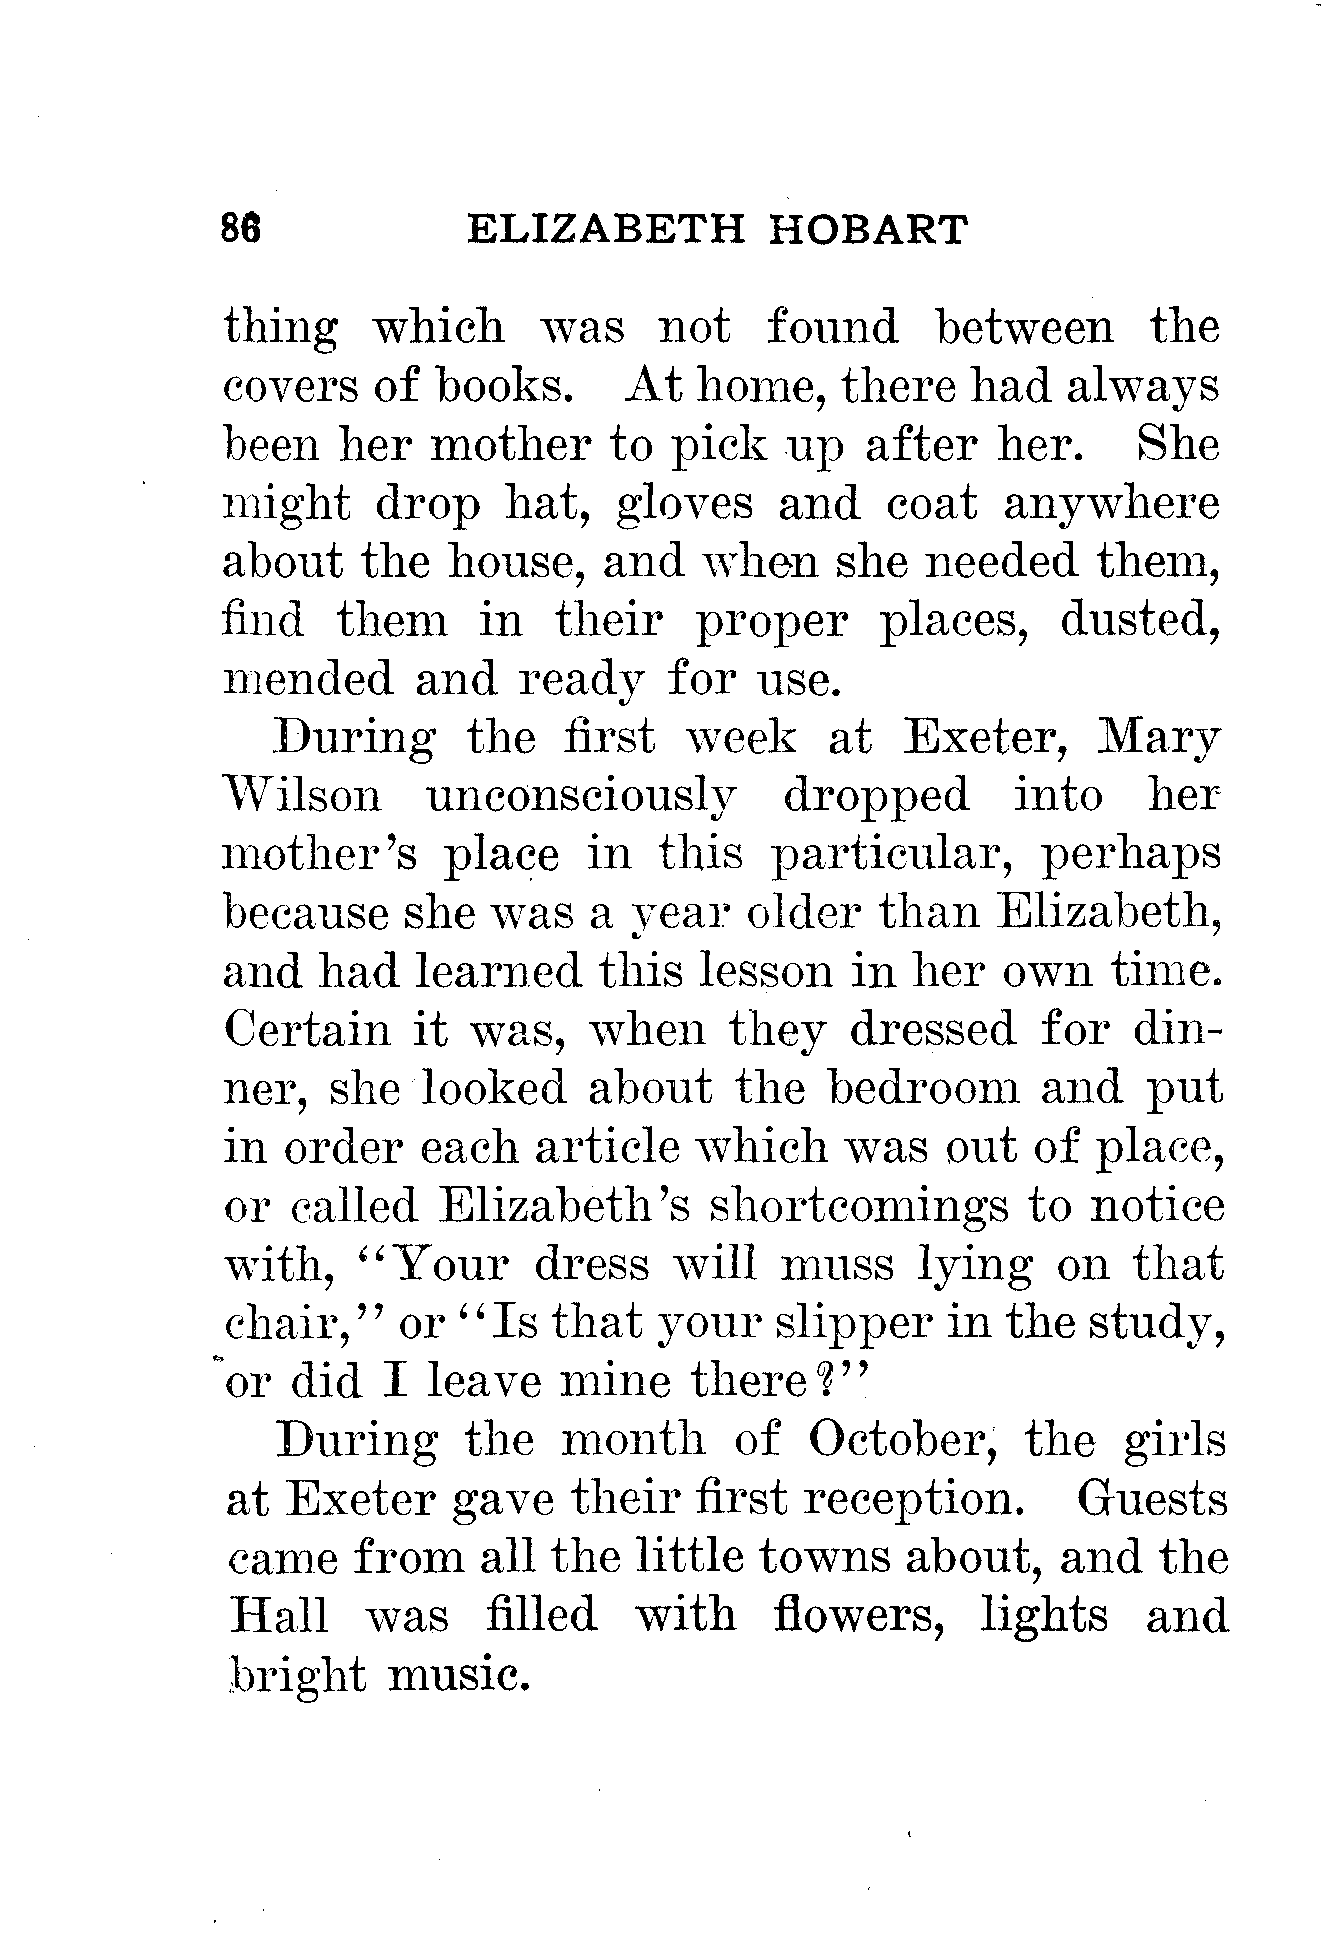 86 ELIZABETH HOBART
thing which was not found between the
covers of books. At home, there had always
been her mother to pick up after her. She
might drop hat, gloves and coat anywhere
about the house, and when she needed them,
find them in their proper places, dusted,
mended and ready for use.
During the first week at Exeter, Mary
Wilson unconsciously dropped into her
mother's place in this particular, perhaps
because she was a year older than Elizabeth,
and had learned this lesson in her own time.
Certain it was, when they dressed for din-
ner, she looked about the bedroom and put
in order each article which was out of place,
or called Elizabeth's shortcomings to notice
with, "Your dress will muss lying on that
chair," or "Is that your slipper in the study,
or did I leave mine there?"
During the month of October, the girls
at Exeter gave their first reception. Guests
came from all the little towns about, and the
Hall was filled with flowers, lights and
bright music.